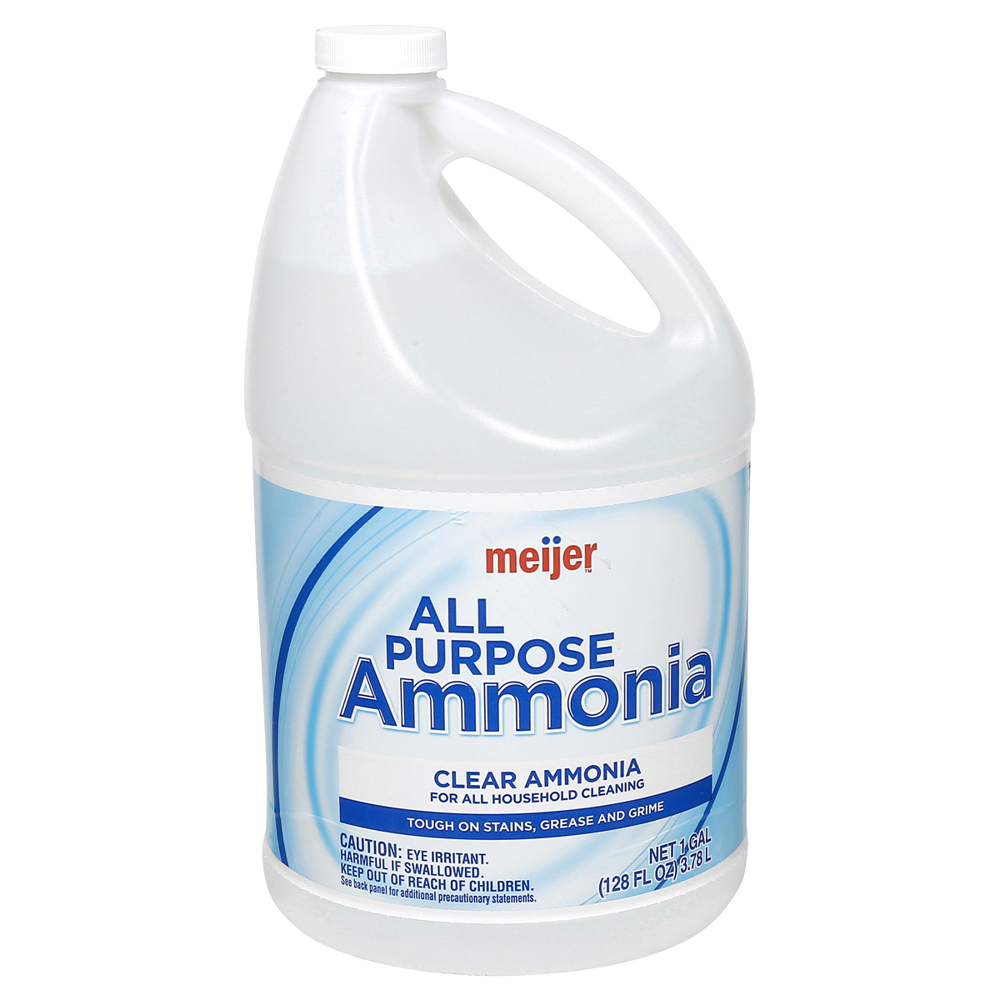 meijer™
ALL
PURPOSE
Ammonia
CLEAR AMMONIA
FOR ALL HOUSEHOLD CLEANING
TOUGH ON STAINS, GREASE AND GRIME
CAUTION: EYE IRRITANT.
HARMFUL IF SWALLOWED.
KEEP OUT OF REACH OF CHILDREN.
See back panel for additional precautionary statements.
NET 1 GAL
(128 FL OZ) 3.78 L